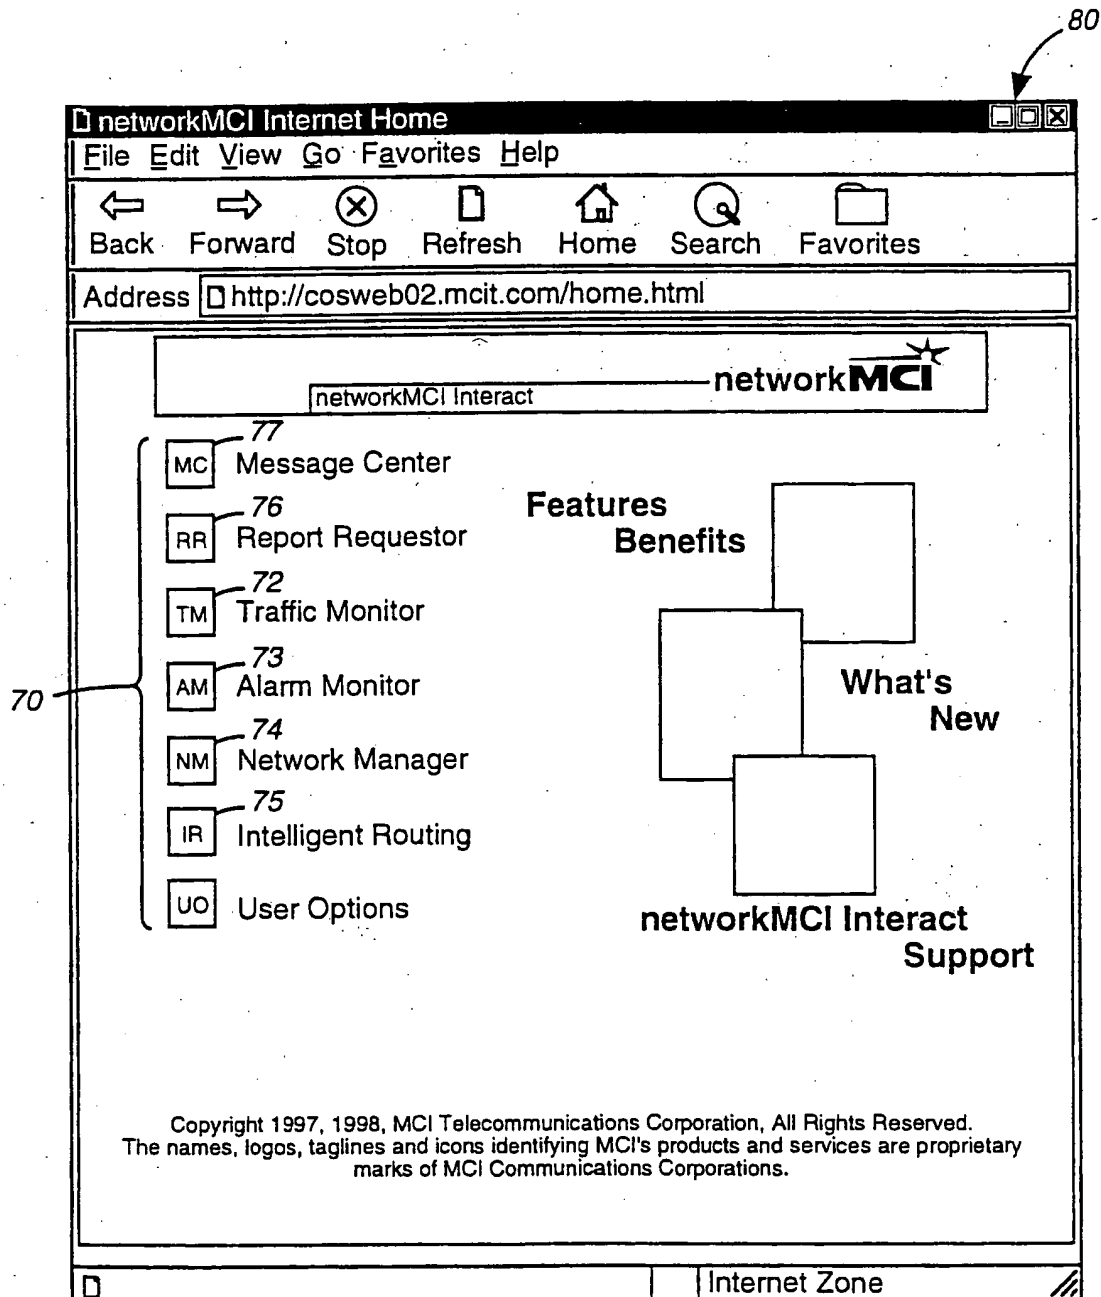 80
networkMCI Internet Home
File Edit View Go Favorites Help
Back Forward Stop Refresh Home Search Favorites
Address http://cosweb02.mcit.com/home.html
networkMCI
networkMCI Interact
77
MC Message Center
76
RR Report Requestor
72
TM Traffic Monitor
73
AM Alarm Monitor
70
74
NM Network Manager
75
IR Intelligent Routing
UO User Options
Features
Benefits
What's
New
networkMCI Interact
Support
Copyright 1997, 1998, MCI Telecommunications Corporation, All Rights Reserved.
The names, logos, taglines and icons identifying MCI's products and services are proprietary
marks of MCI Communications Corporations.
Internet Zone